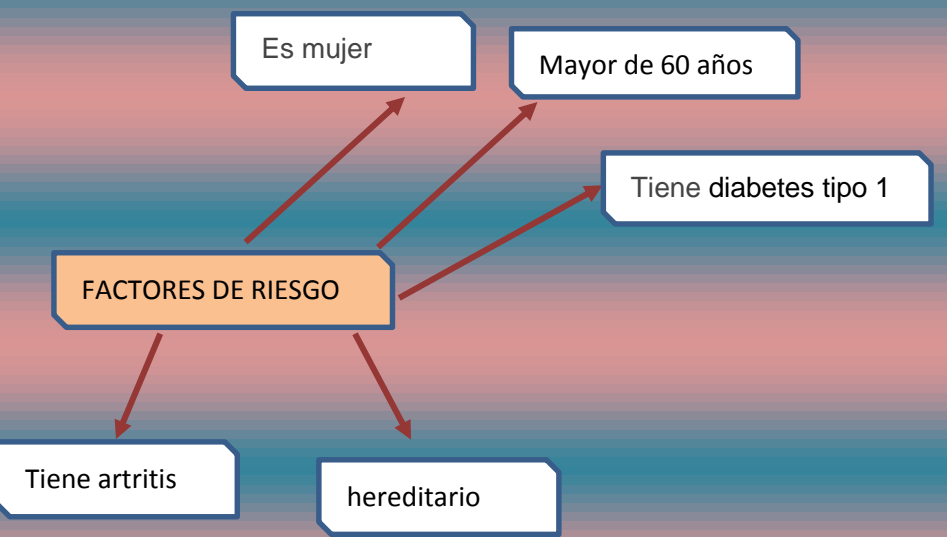 Es mujer
Mayor de 60 años
Tiene diabetes tipo 1
FACTORES DE RIESGO
Tiene artritis
hereditario